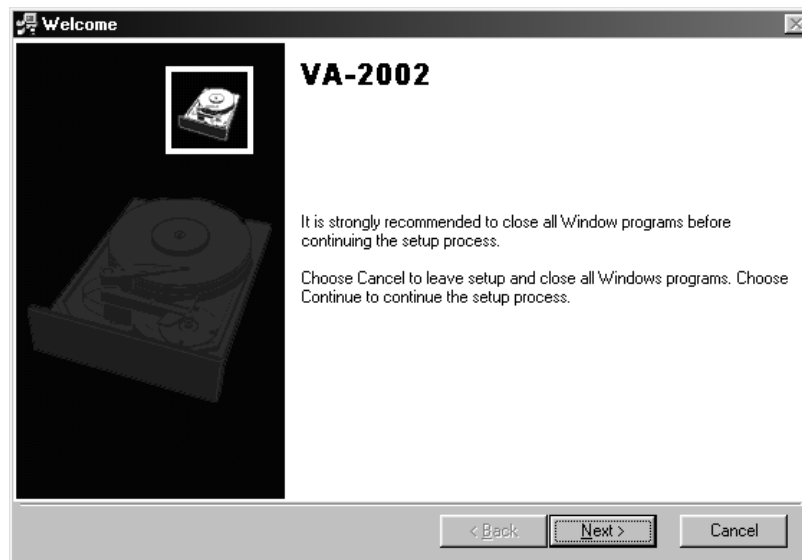 Welcome
VA-2002
It is strongly recommended to close all Window programs before
continuing the setup process.
Choose Cancel to leave setup and close all Windows programs. Choose
Continue to continue the setup process.
< Back
Next >
Cancel